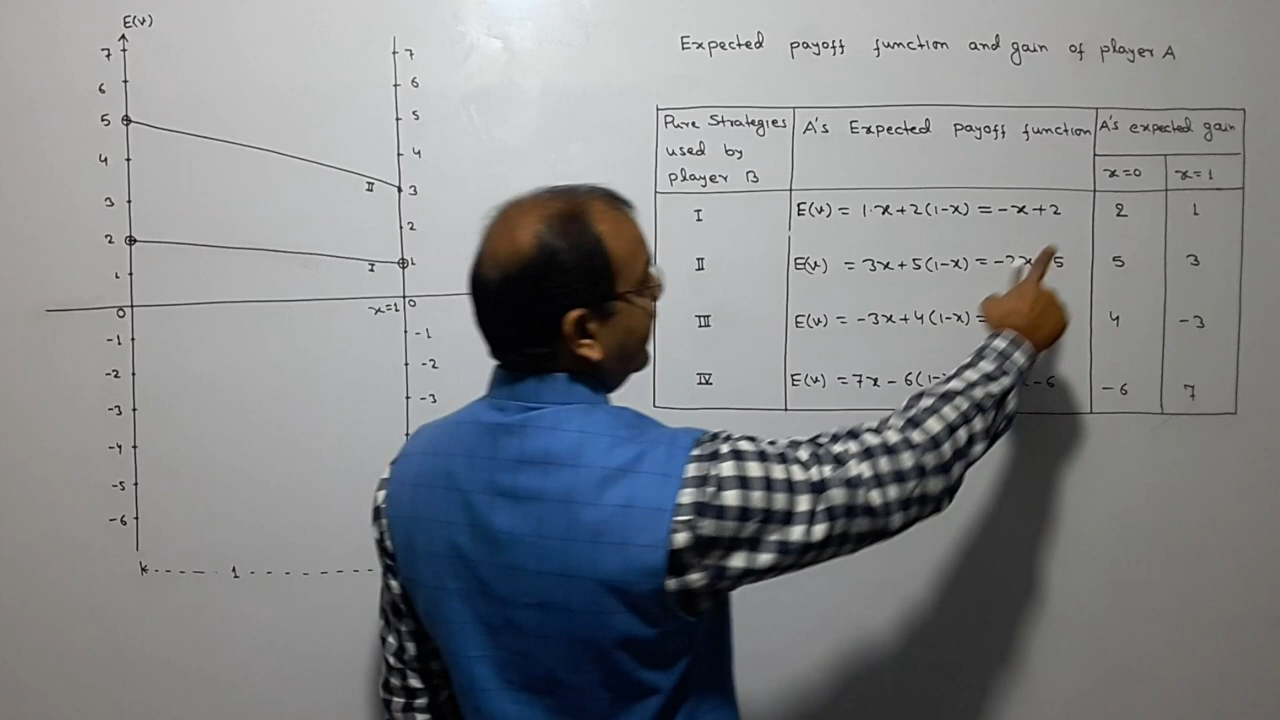 E(v)
7
6
5
4
3
2
1
0
-1
-2
-3
-4
-5
-6
7
6
5
4
II 3
2
I 1
x=1 0
-1
-2
-3
1
Expected payoff function and gain of player A
Pure Strategies used by player B
A's Expected payoff function
A's expected gain
x=0 x=1
I E(v) = 1·x+2(1-x) = -x+2 2 1
II E(v) = 3x+5(1-x) = 5 5 3
III E(v) = -3x+4(1-x) = 4 -3
IV E(v) = 7x-6(1- -6 -6 7